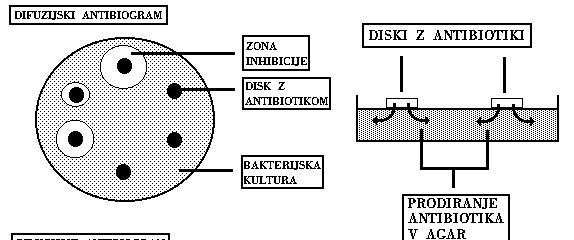 DIFUZIJSKI ANTIBIOGRAM
ZONA
INHIBICIJE
DISK Z
ANTIBIOTIKOM
BAKTERIJSKA
KULTURA
DISKI Z ANTIBIOTIKI
PRODIRANJE
ANTIBIOTIKA
V AGAR